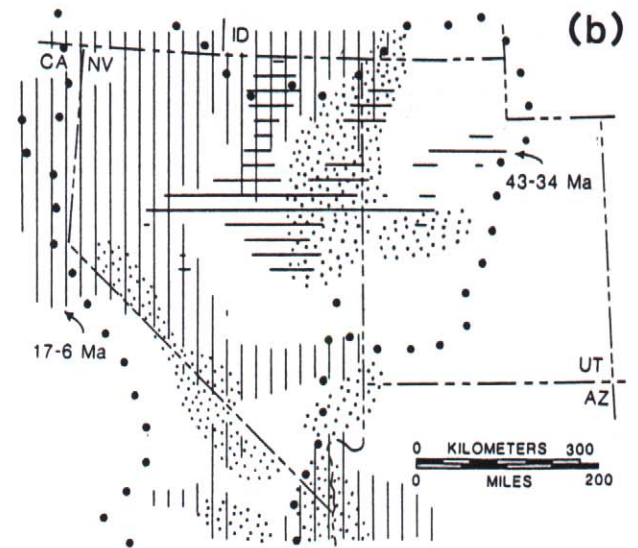 (b)
ID
CA NV
43-34 Ma
17-6 Ma
UT
AZ
0 KILOMETERS 300
0 MILES 200